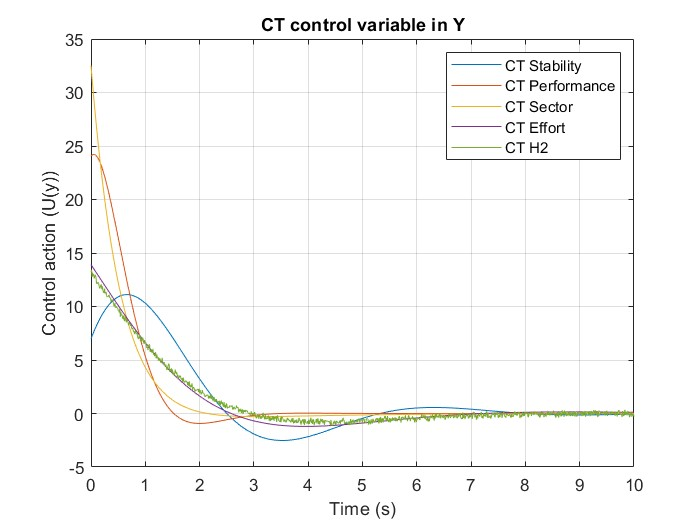 CT control variable in Y
35
30
25
20
15
10
5
0
-5
Control action (U(y))
CT Stability
CT Performance
CT Sector
CT Effort
CT H2
0 1 2 3 4 5 6 7 8 9 10
Time (s)